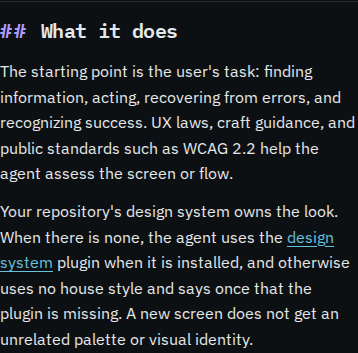 ## What it does
The starting point is the user's task: finding
information, acting, recovering from errors, and
recognizing success. UX laws, craft guidance, and
public standards such as WCAG 2.2 help the
agent assess the screen or flow.
Your repository's design system owns the look.
When there is none, the agent uses the design
system plugin when it is installed, and otherwise
uses no house style and says once that the
plugin is missing. A new screen does not get an
unrelated palette or visual identity.